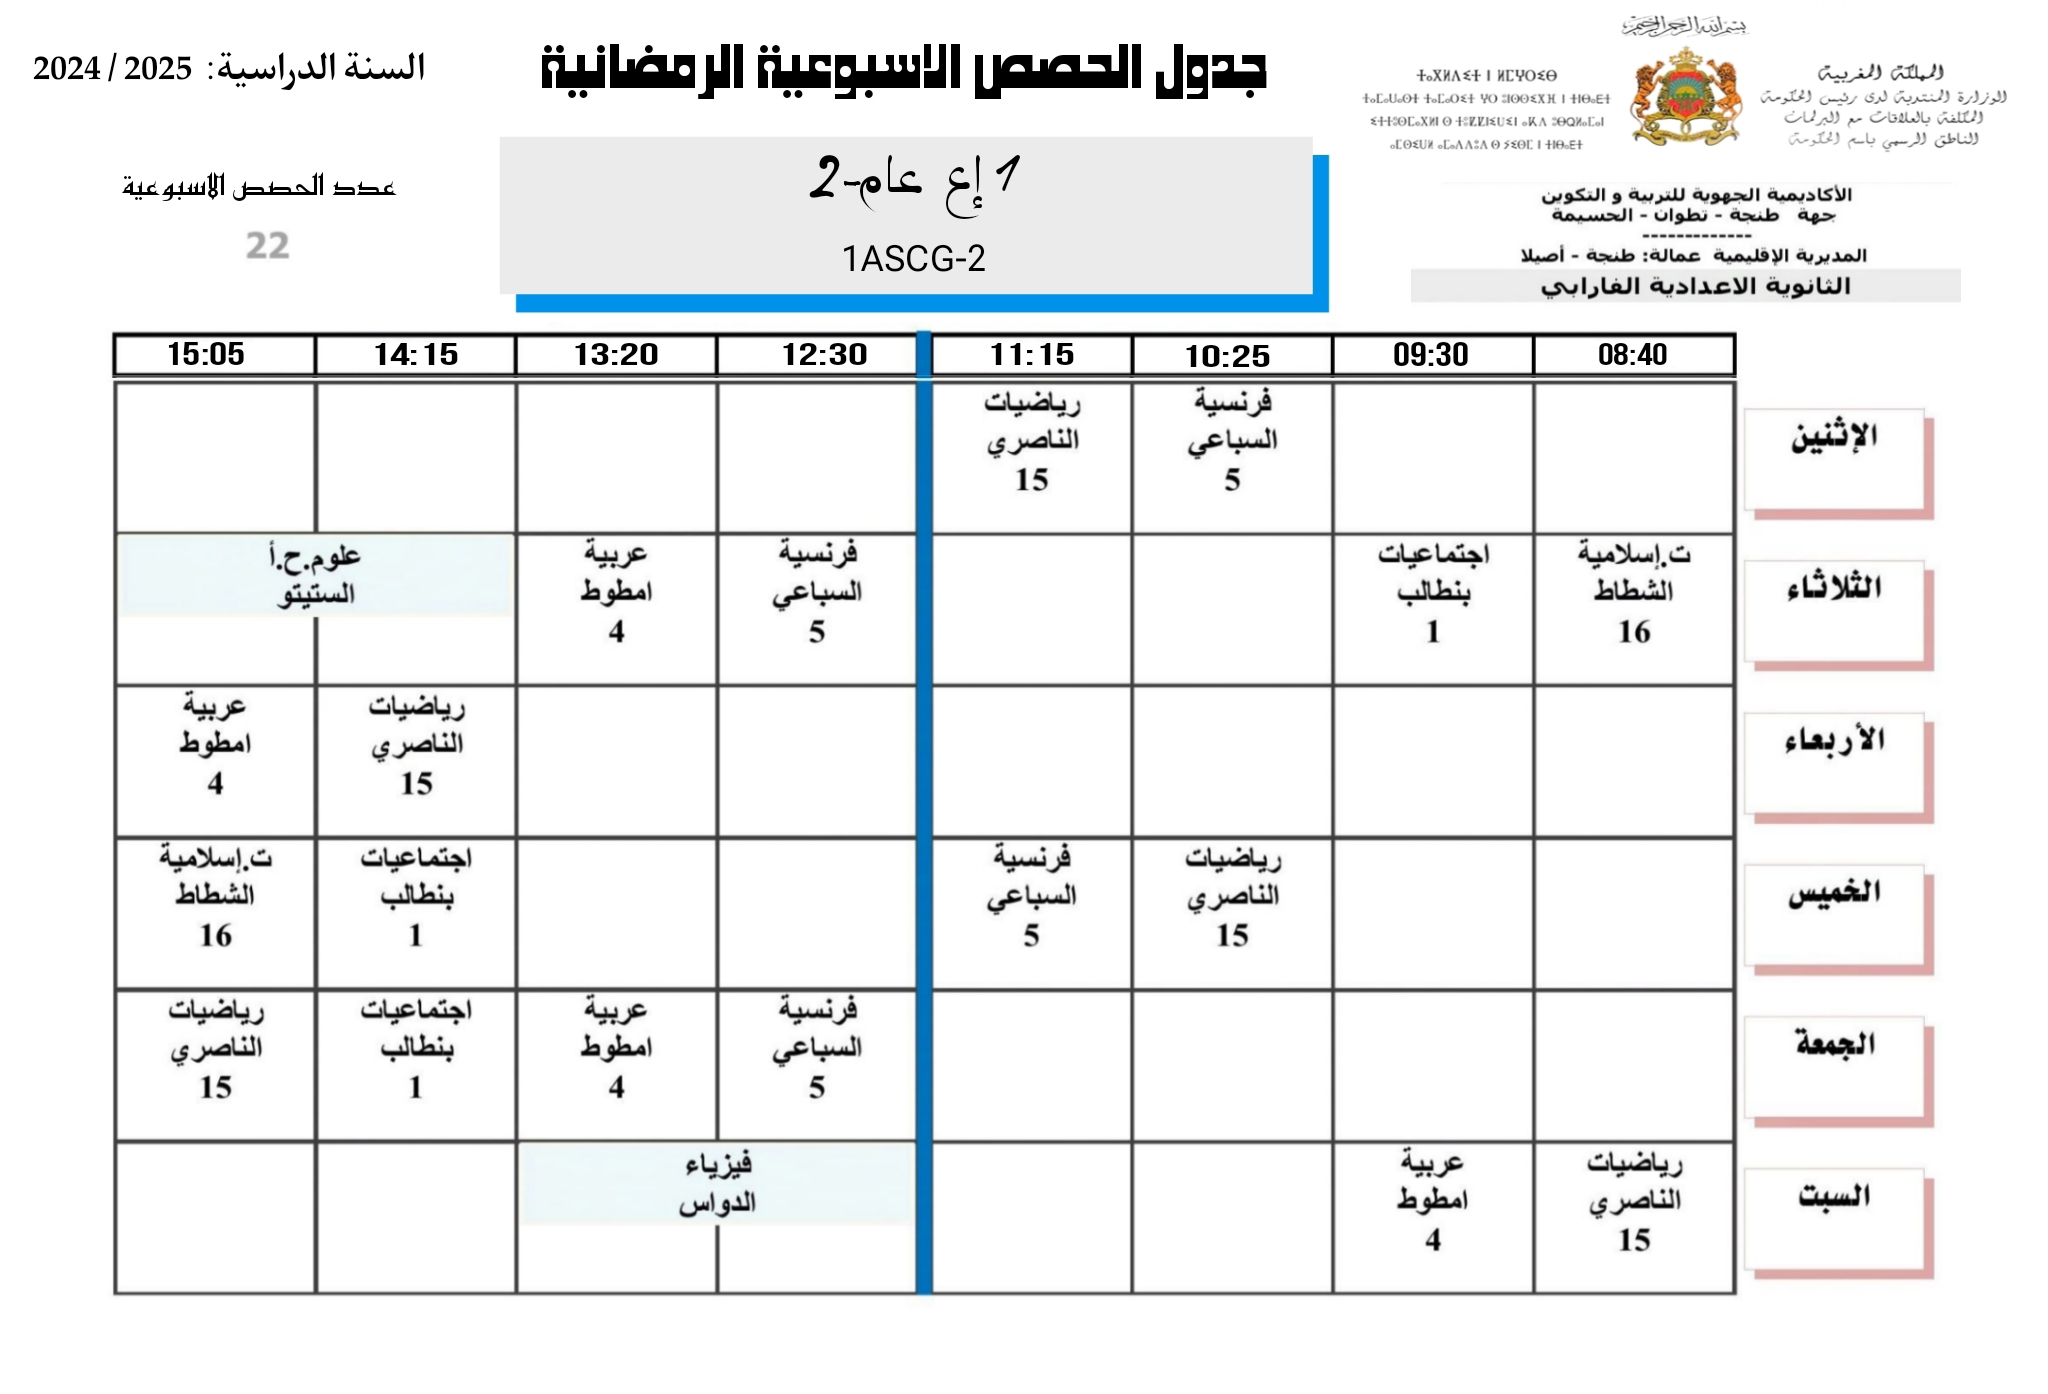 بسم الله الرحمن الرحيم
المملكة المغربية
الوزارة المنتدبة لدى رئيس الحكومة
المكلفة بالعلاقات مع البرلمان
الناطق الرسمي باسم الحكومة
ⵜⴰⴳⵍⴷⵉⵜ ⵏ ⵍⵎⵖⵔⵉⴱ
الأكاديمية الجهوية للتربية و التكوين
جهة طنجة - تطوان - الحسيمة
-------------
المديرية الإقليمية عمالة: طنجة - أصيلا
الثانوية الاعدادية الفارابي
جدول الحصص الاسبوعية الرمضانية
1 إع عام-2
1ASCG-2
السنة الدراسية: 2024 / 2025
عدد الحصص الاسبوعية
22
08:40 09:30 10:25 11:15 12:30 13:20 14:15 15:05
الإثنين
فرنسية رياضيات
السباعي الناصري
5 15
الثلاثاء
ت.إسلامية اجتماعيات فرنسية عربية علوم.ح.أ
الشطاط بنطالب السباعي امطوط الستيتو
16 1 5 4
الأربعاء
رياضيات عربية
الناصري امطوط
15 4
الخميس
رياضيات فرنسية اجتماعيات ت.إسلامية
الناصري السباعي بنطالب الشطاط
15 5 1 16
الجمعة
فرنسية عربية اجتماعيات رياضيات
السباعي امطوط بنطالب الناصري
5 4 1 15
السبت
رياضيات عربية فيزياء
الناصري امطوط الدواس
15 4